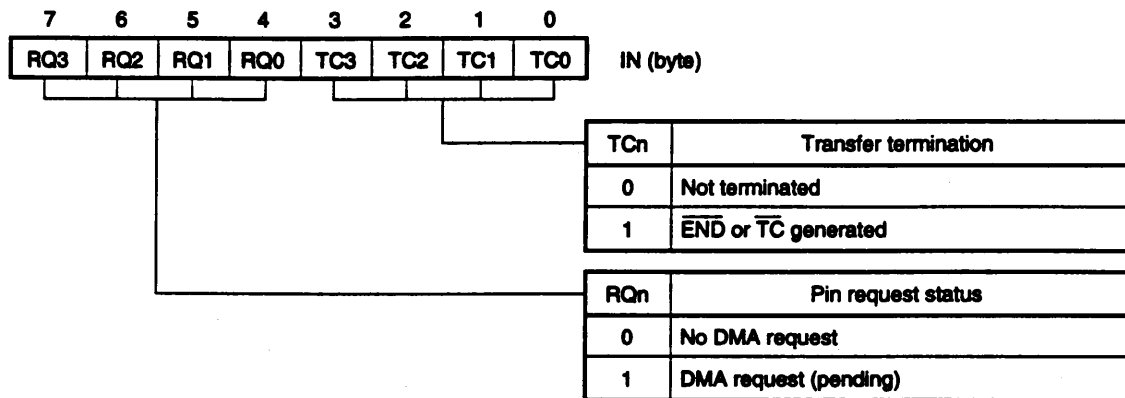 7 6 5 4 3 2 1 0
RQ3 RQ2 RQ1 RQ0 TC3 TC2 TC1 TC0 IN (byte)
TCn Transfer termination
0 Not terminated
1 E̅N̅D̅ or T̅C̅ generated
RQn Pin request status
0 No DMA request
1 DMA request (pending)